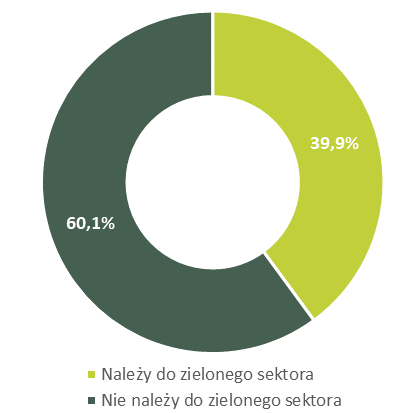 39,9%
60,1%
Należy do zielonego sektora
Nie należy do zielonego sektora